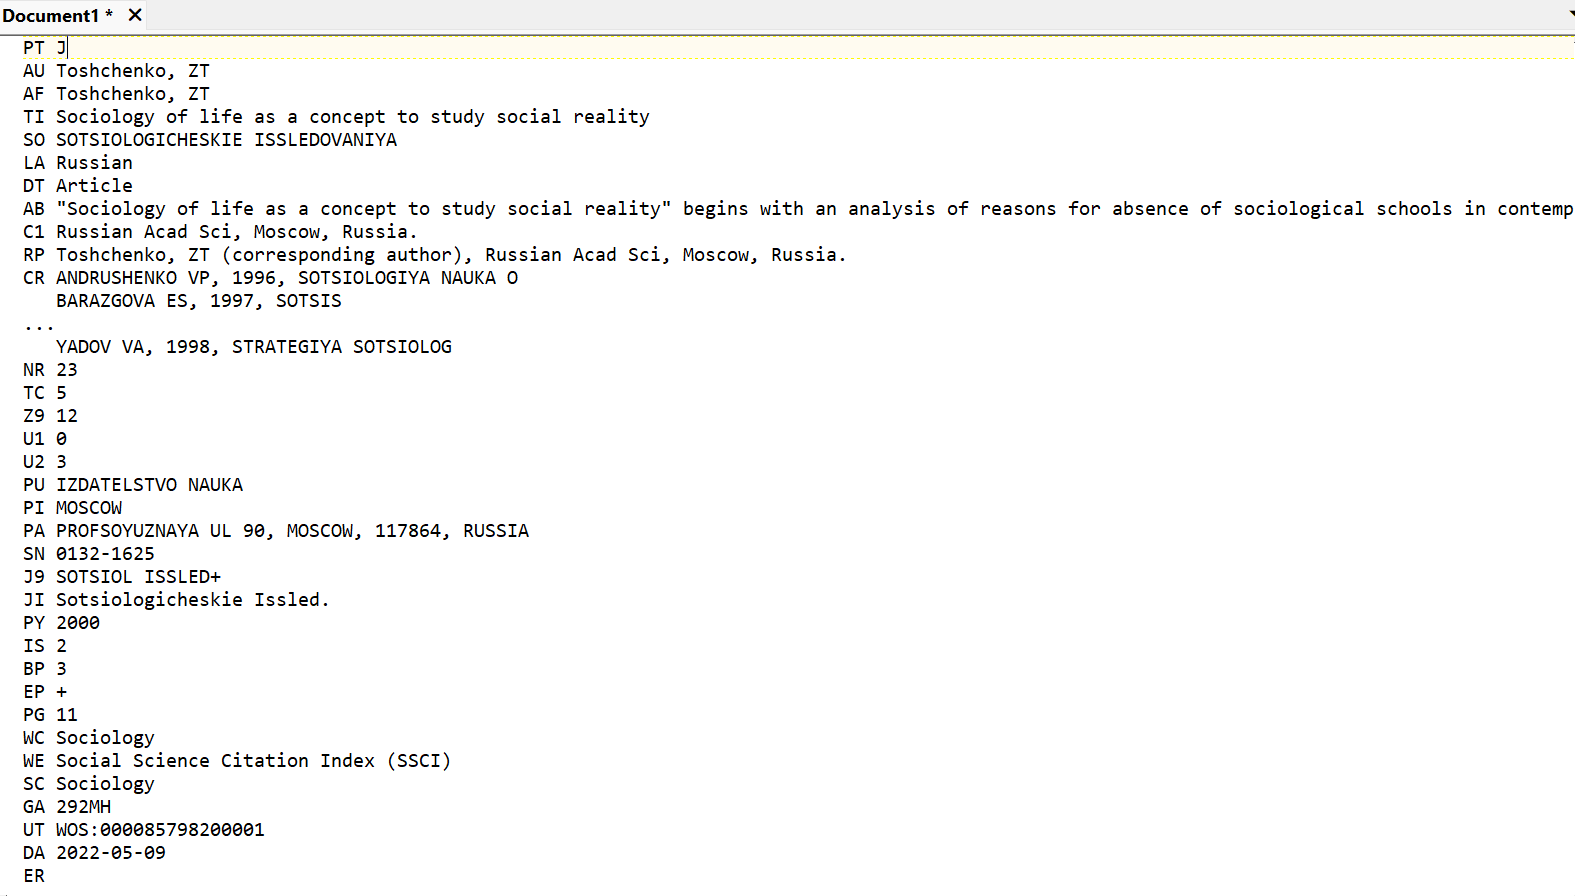 Document1 *
PT J
AU Toshchenko, ZT
AF Toshchenko, ZT
TI Sociology of life as a concept to study social reality
SO SOTSIOLOGICHESKIE ISSLEDOVANIYA
LA Russian
DT Article
AB "Sociology of life as a concept to study social reality" begins with an analysis of reasons for absence of sociological schools in contemp
C1 Russian Acad Sci, Moscow, Russia.
RP Toshchenko, ZT (corresponding author), Russian Acad Sci, Moscow, Russia.
CR ANDRUSHENKO VP, 1996, SOTSIOLOGIYA NAUKA O
BARAZGOVA ES, 1997, SOTSIS
...
YADOV VA, 1998, STRATEGIYA SOTSIOLOG
NR 23
TC 5
Z9 12
U1 0
U2 3
PU IZDATELSTVO NAUKA
PI MOSCOW
PA PROFSOYUZNAYA UL 90, MOSCOW, 117864, RUSSIA
SN 0132-1625
J9 SOTSIOL ISSLED+
JI Sotsiologicheskie Issled.
PY 2000
IS 2
BP 3
EP +
PG 11
WC Sociology
WE Social Science Citation Index (SSCI)
SC Sociology
GA 292MH
UT WOS:000085798200001
DA 2022-05-09
ER